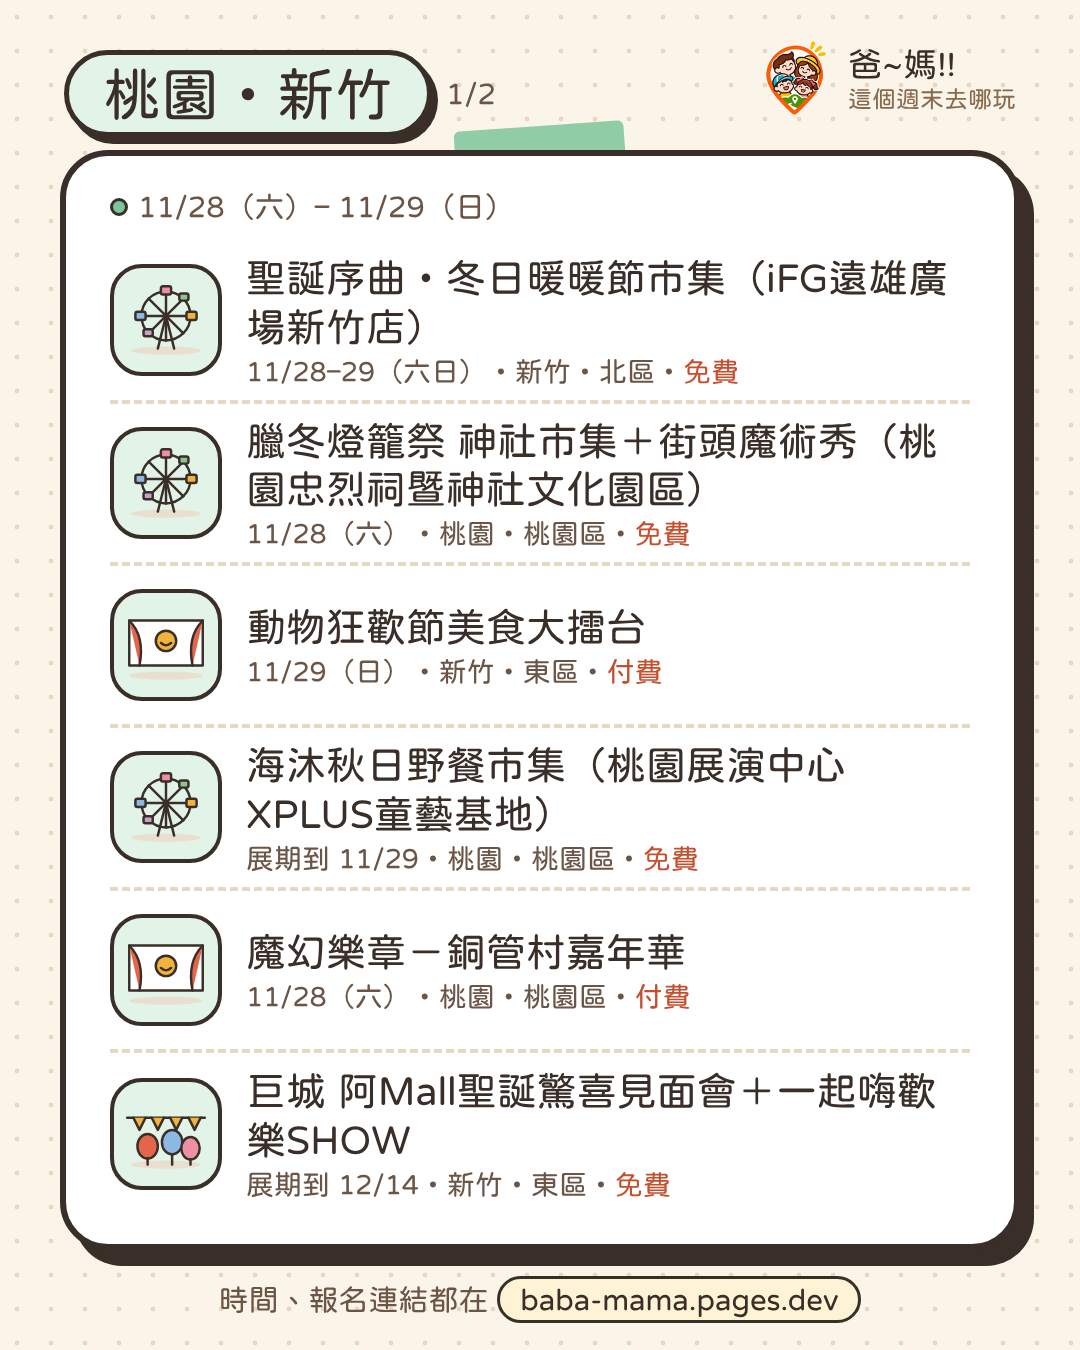 桃園・新竹
1/2
爸~媽!!
這個週末去哪玩
11/28（六）– 11/29（日）
聖誕序曲・冬日暖暖節市集（iFG遠雄廣
場新竹店）
11/28–29（六日）・新竹・北區・免費
臘冬燈籠祭 神社市集＋街頭魔術秀（桃
園忠烈祠暨神社文化園區）
11/28（六）・桃園・桃園區・免費
動物狂歡節美食大擂台
11/29（日）・新竹・東區・付費
海沐秋日野餐市集（桃園展演中心
XPLUS童藝基地）
展期到 11/29・桃園・桃園區・免費
魔幻樂章－銅管村嘉年華
11/28（六）・桃園・桃園區・付費
巨城 阿Mall聖誕驚喜見面會＋一起嗨歡
樂SHOW
展期到 12/14・新竹・東區・免費
時間、報名連結都在 baba-mama.pages.dev